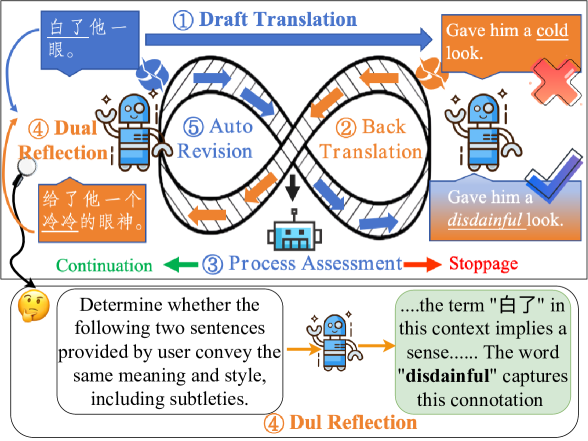 白了他一
眼。
① Draft Translation
Gave him a cold
look.
④ Dual
Reflection
⑤ Auto
Revision
② Back
Translation
给了他一个
冷冷的眼神。
Gave him a
disdainful look.
Continuation
③ Process Assessment
Stoppage
Determine whether the
following two sentences
provided by user convey the
same meaning and style,
including subtleties.
....the term "白了" in
this context implies a
sense...... The word
"disdainful" captures
this connotation
④ Dul Reflection